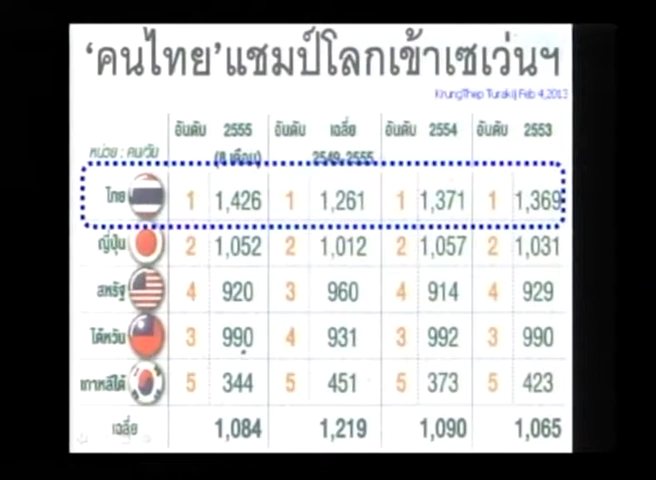 ‘คนไทย’แชมป์โลกเข้าเซเว่นฯ
KrungThep Turakij Feb 4,2013
หน่วย : คน/วัน อันดับ 2555 อันดับ เฉลี่ย อันดับ 2554 อันดับ 2553
(8 เดือน) 2549-2555
ไทย 1 1,426 1 1,261 1 1,371 1 1,369
ญี่ปุ่น 2 1,052 2 1,012 2 1,057 2 1,031
สหรัฐ 4 920 3 960 4 914 4 929
ไต้หวัน 3 990 4 931 3 992 3 990
เกาหลีใต้ 5 344 5 451 5 373 5 423
เฉลี่ย 1,084 1,219 1,090 1,065